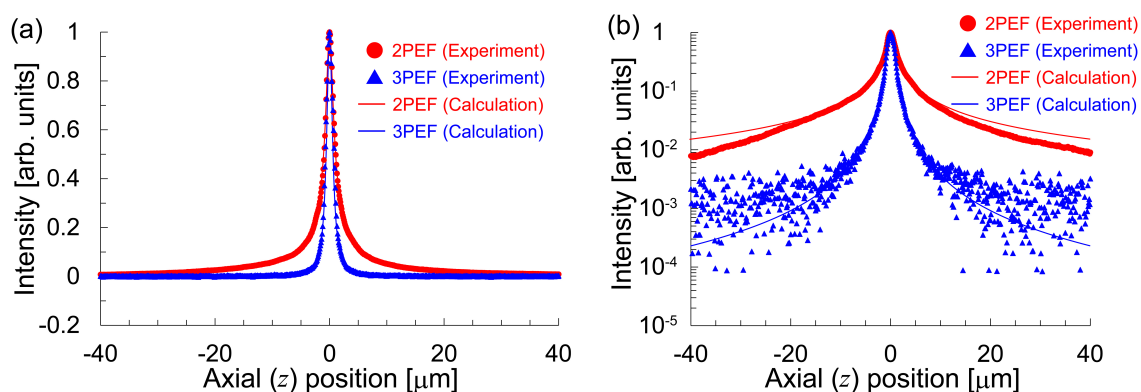 (a)
1
0.8
0.6
0.4
0.2
0
-0.2
Intensity [arb. units]
-40
-20
0
20
40
Axial (z) position [μm]
2PEF (Experiment)
3PEF (Experiment)
2PEF (Calculation)
3PEF (Calculation)
(b)
1
10-1
10-2
10-3
10-4
10-5
Intensity [arb. units]
-40
-20
0
20
40
Axial (z) position [μm]
2PEF (Experiment)
3PEF (Experiment)
2PEF (Calculation)
3PEF (Calculation)